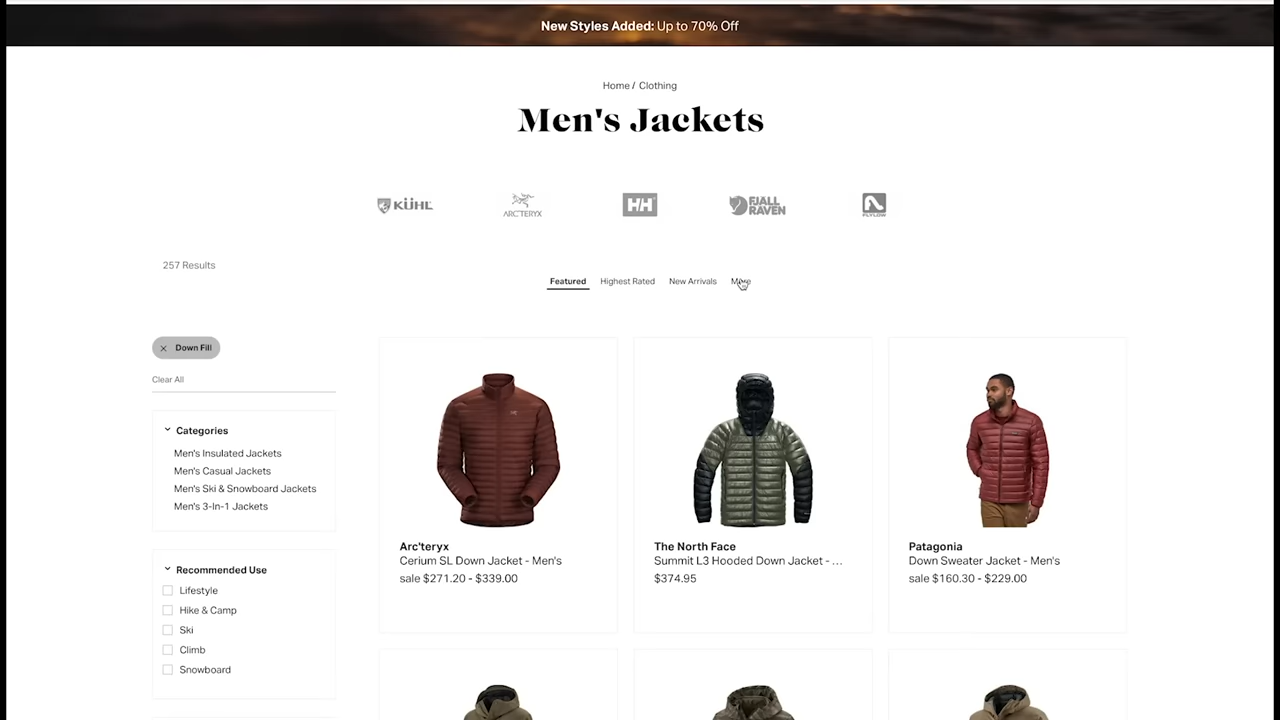 New Styles Added: Up to 70% Off
Home / Clothing
Men's Jackets
KÜHL
ARC'TERYX
HH
FJALL
RAVEN
FLYLOW
257 Results
Featured Highest Rated New Arrivals More
Down Fill
Clear All
Categories
Men's Insulated Jackets
Men's Casual Jackets
Men's Ski & Snowboard Jackets
Men's 3-In-1 Jackets
Recommended Use
Lifestyle
Hike & Camp
Ski
Climb
Snowboard
Arc'teryx
Cerium SL Down Jacket - Men's
sale $271.20 - $339.00
The North Face
Summit L3 Hooded Down Jacket - ...
$374.95
Patagonia
Down Sweater Jacket - Men's
sale $160.30 - $229.00